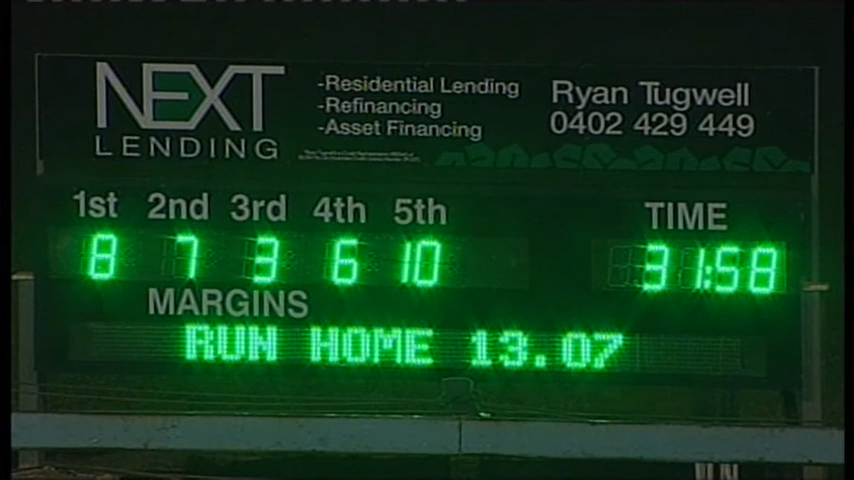 NEXT
LENDING
-Residential Lending
-Refinancing
-Asset Financing
Ryan Tugwell
0402 429 449
1st 2nd 3rd 4th 5th TIME
8 7 3 6 10 31:58
MARGINS
RUN HOME 13.07